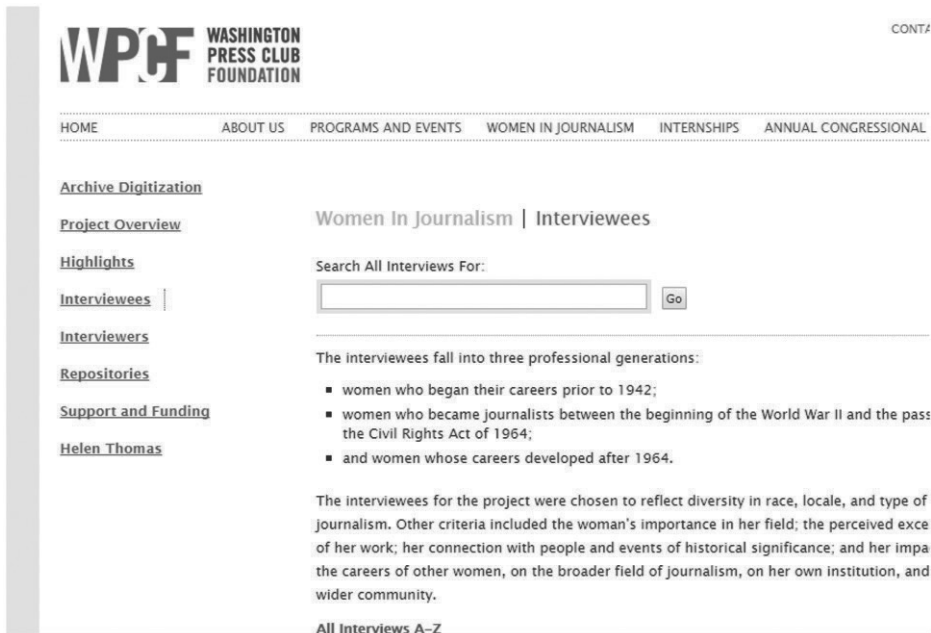 WPCF WASHINGTON
PRESS CLUB
FOUNDATION
CONTA
HOME ABOUT US PROGRAMS AND EVENTS WOMEN IN JOURNALISM INTERNSHIPS ANNUAL CONGRESSIONAL
Archive Digitization
Project Overview
Highlights
Interviewees
Interviewers
Repositories
Support and Funding
Helen Thomas
Women In Journalism | Interviewees
Search All Interviews For:
Go
The interviewees fall into three professional generations:
▪ women who began their careers prior to 1942;
▪ women who became journalists between the beginning of the World War II and the pass
the Civil Rights Act of 1964;
▪ and women whose careers developed after 1964.
The interviewees for the project were chosen to reflect diversity in race, locale, and type of
journalism. Other criteria included the woman's importance in her field; the perceived exce
of her work; her connection with people and events of historical significance; and her impa
the careers of other women, on the broader field of journalism, on her own institution, and
wider community.
All Interviews A–Z